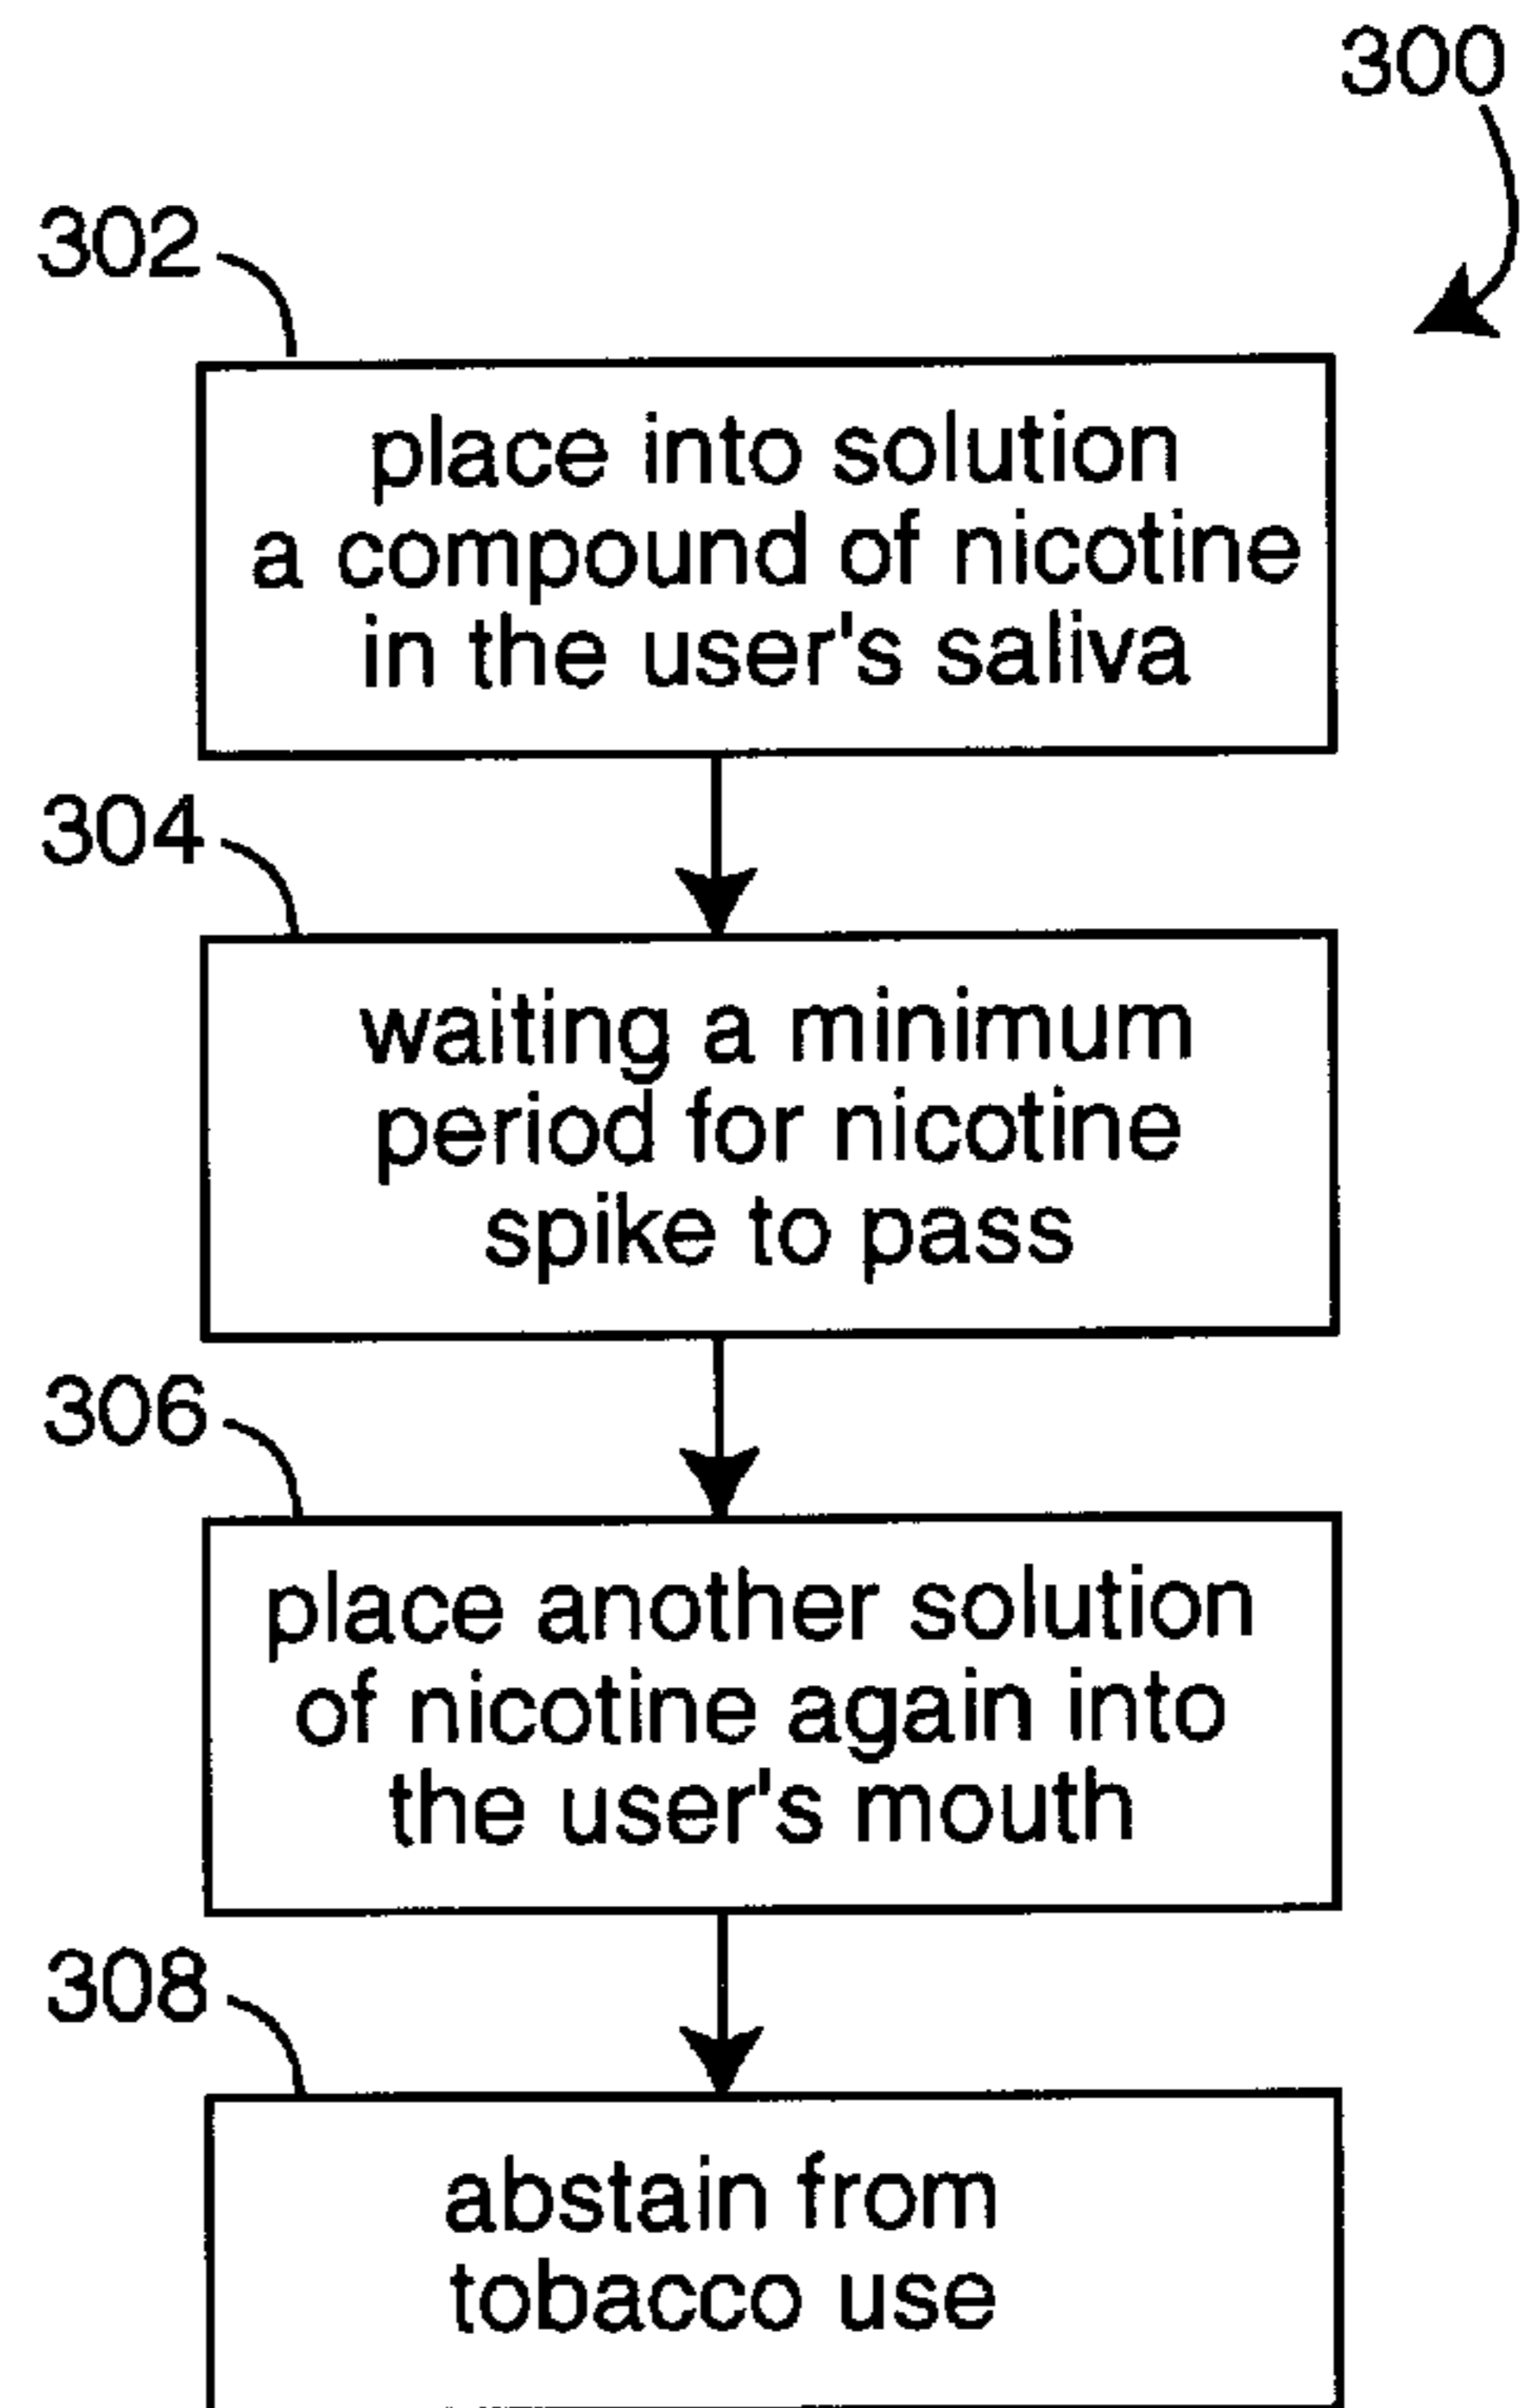 300
302
place into solution
a compound of nicotine
in the user's saliva
304
waiting a minimum
period for nicotine
spike to pass
306
place another solution
of nicotine again into
the user's mouth
308
abstain from
tobacco use